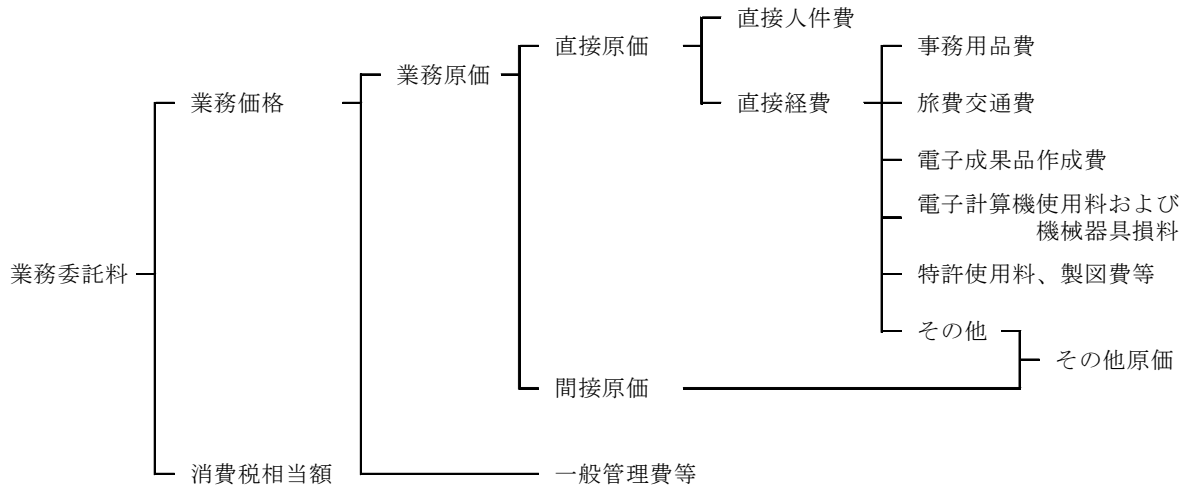 直接人件費
直接原価
事務用品費
業務原価
業務価格
直接経費
旅費交通費
電子成果品作成費
電子計算機使用料および
機械器具損料
業務委託料
特許使用料、製図費等
その他
その他原価
間接原価
消費税相当額
一般管理費等